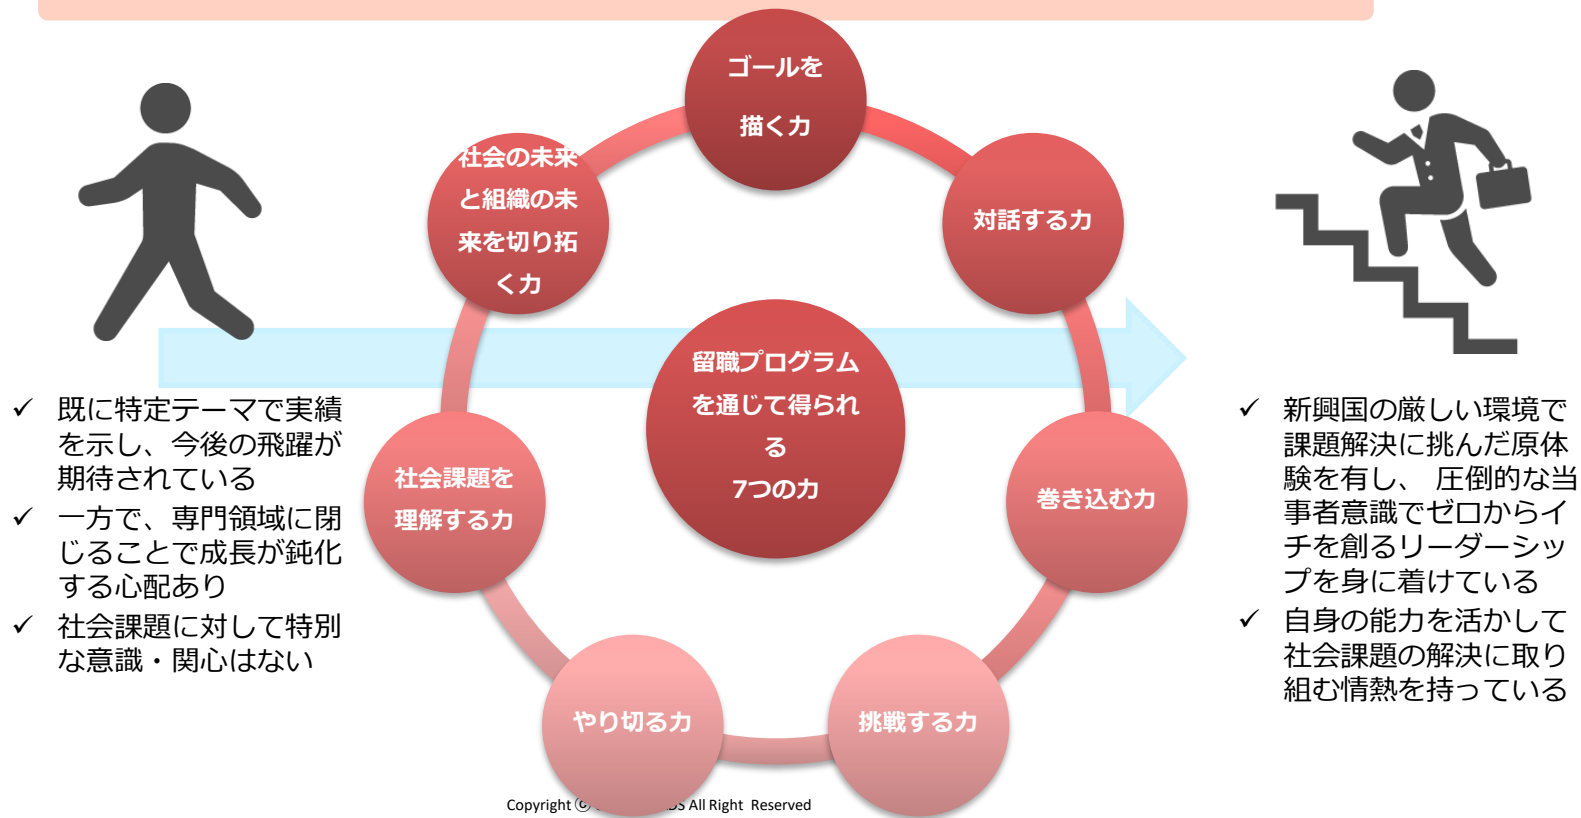 ゴールを
描く力
社会の未来
と組織の未
来を切り拓
く力
対話する力
留職プログラム
を通じて得られ
る
7つの力
社会課題を
理解する力
巻き込む力
やり切る力
挑戦する力
✓ 既に特定テーマで実績
を示し、今後の飛躍が
期待されている
✓ 一方で、専門領域に閉
じることで成長が鈍化
する心配あり
✓ 社会課題に対して特別
な意識・関心はない
✓ 新興国の厳しい環境で
課題解決に挑んだ原体
験を有し、 圧倒的な当
事者意識でゼロからイ
チを創るリーダーシッ
プを身に着けている
✓ 自身の能力を活かして
社会課題の解決に取り
組む情熱を持っている
Copyright ⓒ All Right Reserved